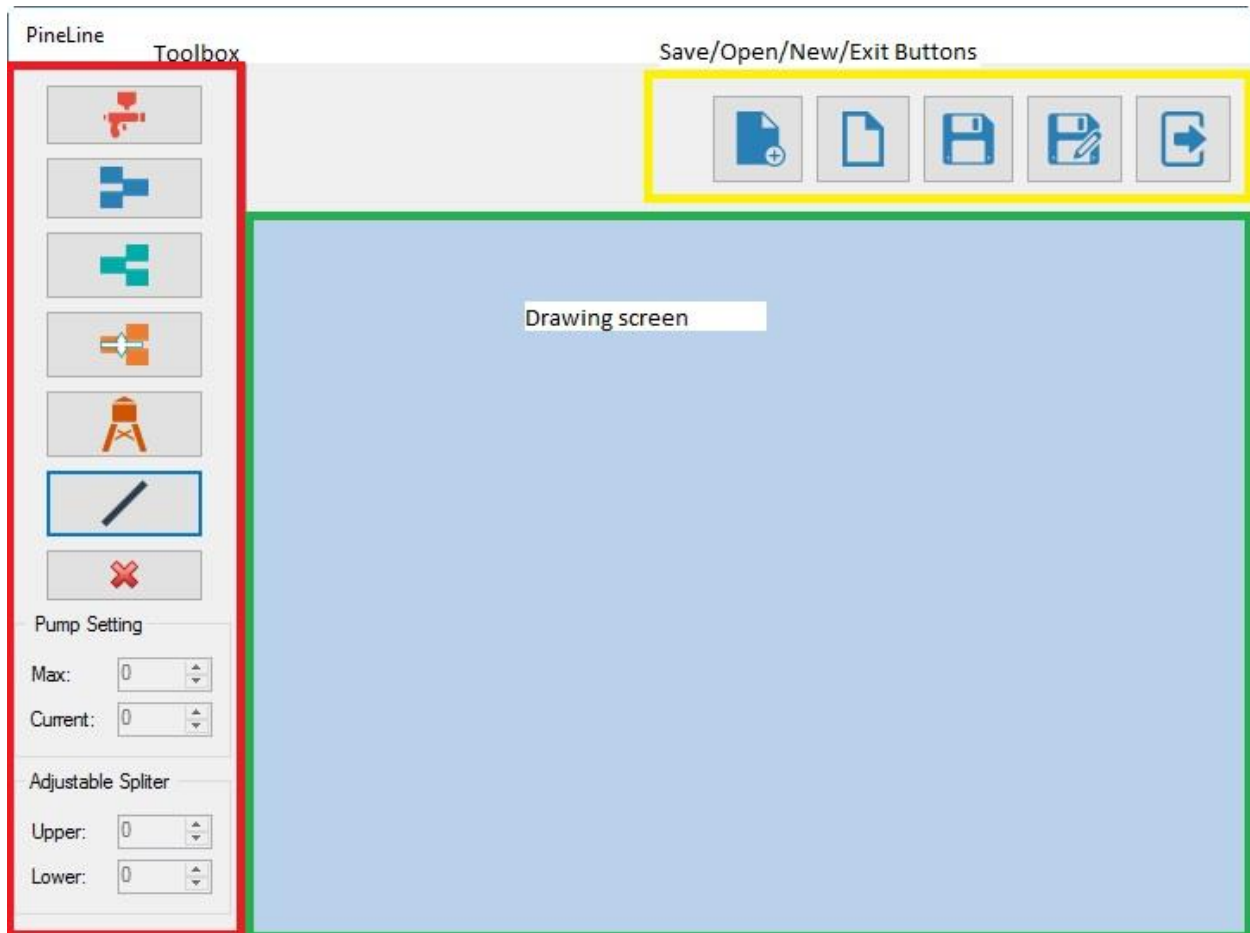 PineLine
Toolbox
Save/Open/New/Exit Buttons
Drawing screen
Pump Setting
Max: 0
Current: 0
Adjustable Spliter
Upper: 0
Lower: 0